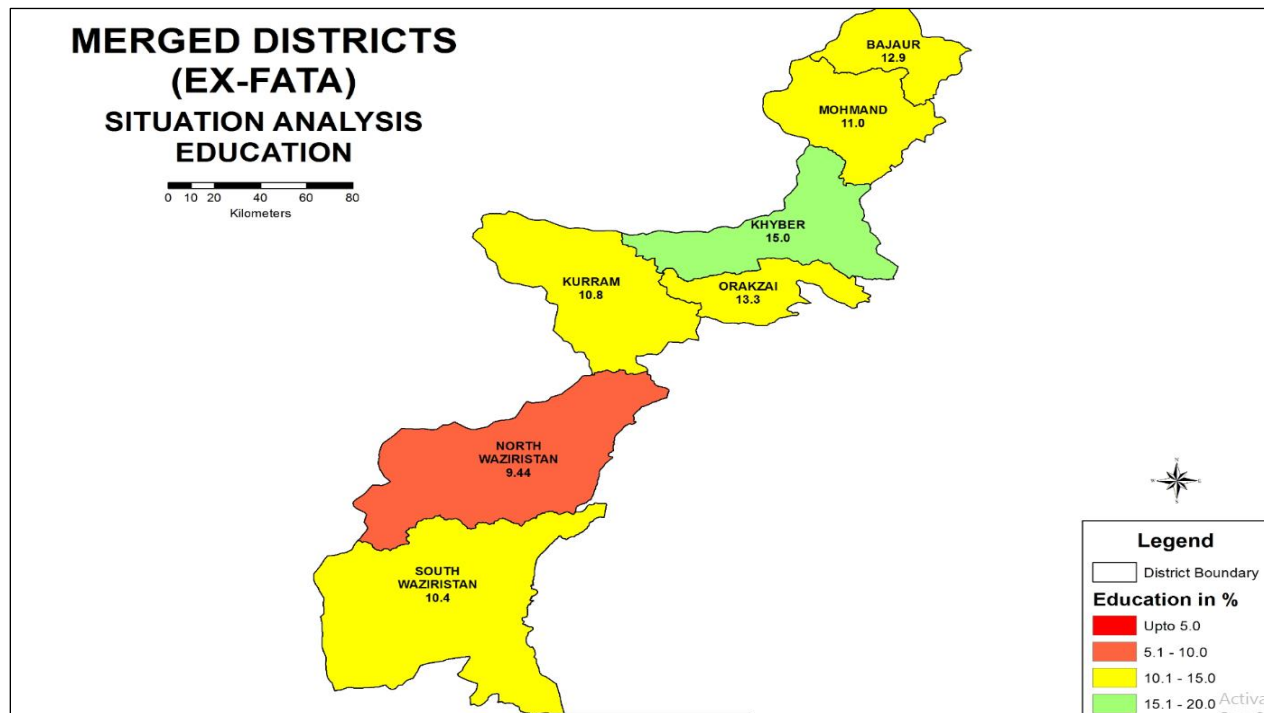 MERGED DISTRICTS
(EX-FATA)
SITUATION ANALYSIS
EDUCATION
0 10 20 40 60 80
Kilometers
BAJAUR
12.9
MOHMAND
11.0
KHYBER
15.0
KURRAM
10.8
ORAKZAI
13.3
NORTH
WAZIRISTAN
9.44
SOUTH
WAZIRISTAN
10.4
N
W E
S
Legend
District Boundary
Education in %
Upto 5.0
5.1 - 10.0
10.1 - 15.0
15.1 - 20.0
Activa